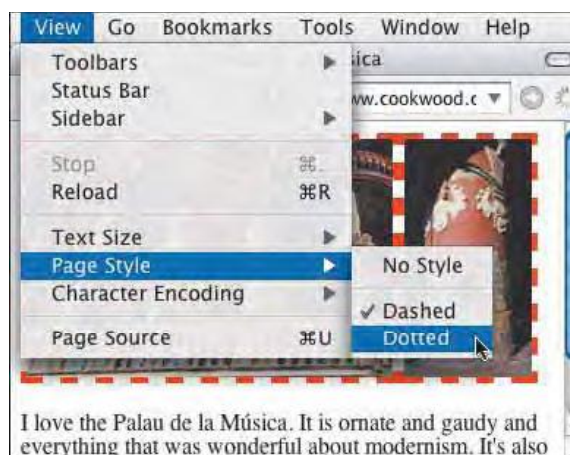 View Go Bookmarks Tools Window Help
Toolbars
Status Bar
Sidebar
Stop ⌘.
Reload ⌘R
Text Size
Page Style
Character Encoding
Page Source ⌘U
No Style
✓ Dashed
Dotted
ww.cookwood.c
I love the Palau de la Música. It is ornate and gaudy and
everything that was wonderful about modernism. It's also